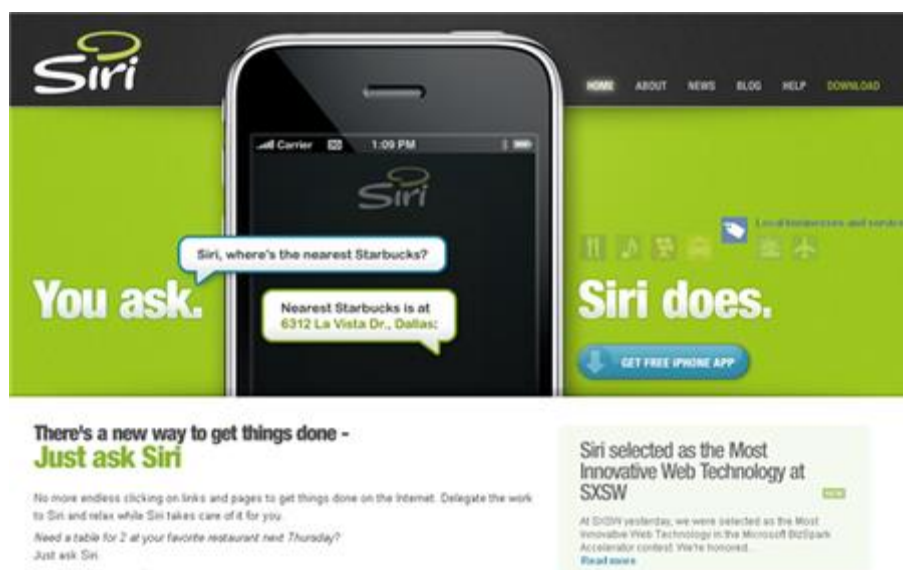 Siri
HOME ABOUT NEWS BLOG HELP DOWNLOAD
Carrier 3G 1:09 PM
Siri
Siri, where's the nearest Starbucks?
Nearest Starbucks is at
6312 La Vista Dr., Dallas:
You ask.
Local businesses and service
Siri does.
GET FREE iPHONE APP
There's a new way to get things done -
Just ask Siri
No more endless clicking on links and pages to get things done on the Internet. Delegate the work
to Siri and relax while Siri takes care of it for you.
Need a table for 2 at your favorite restaurant next Thursday?
Just ask Siri
Siri selected as the Most
Innovative Web Technology at
SXSW
NEW
At SXSW yesterday, we were selected as the Most
Innovative Web Technology in the Microsoft BizSpark
Accelerator contest. We're honored...
Read more